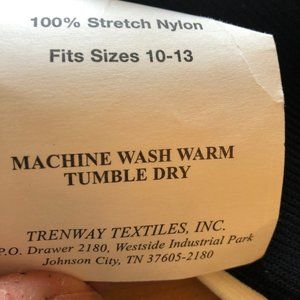 100% Stretch Nylon
Fits Sizes 10-13
MACHINE WASH WARM
TUMBLE DRY
TRENWAY TEXTILES, INC.
P.O. Drawer 2180, Westside Industrial Park
Johnson City, TN 37605-2180